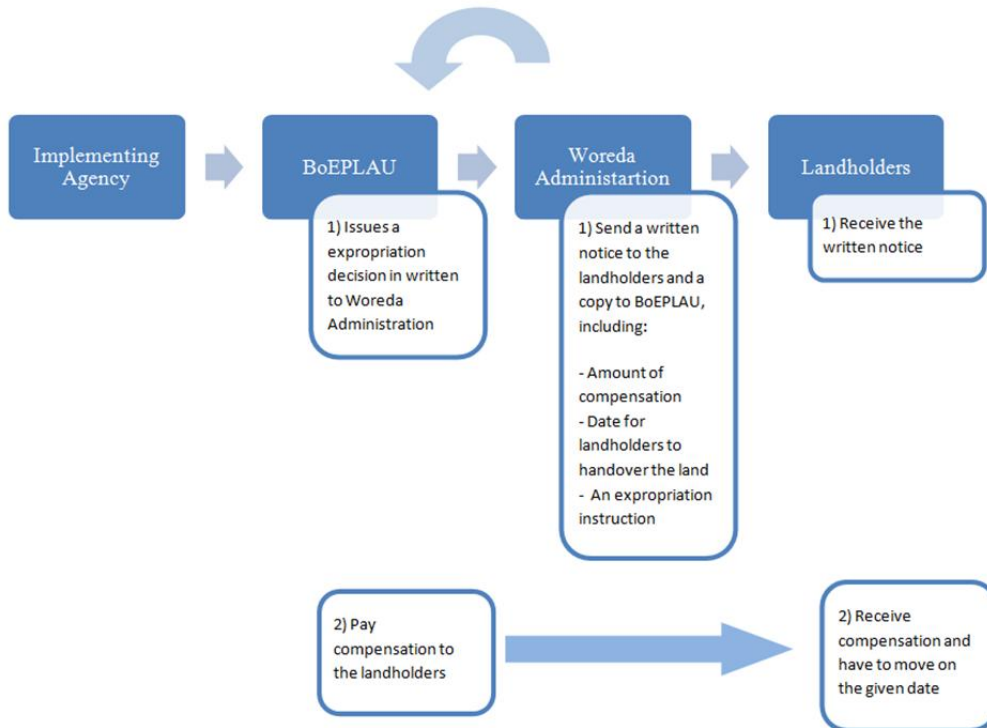 Implementing
Agency
BoEPLAU
1) Issues a
expropriation
decision in written
to Woreda
Administration
Woreda
Administartion
1) Send a written
notice to the
landholders and a
copy to BoEPLAU,
including:
- Amount of
compensation
- Date for
landholders to
handover the land
- An expropriation
instruction
Landholders
1) Receive the
written notice
2) Pay
compensation to
the landholders
2) Receive
compensation and
have to move on
the given date